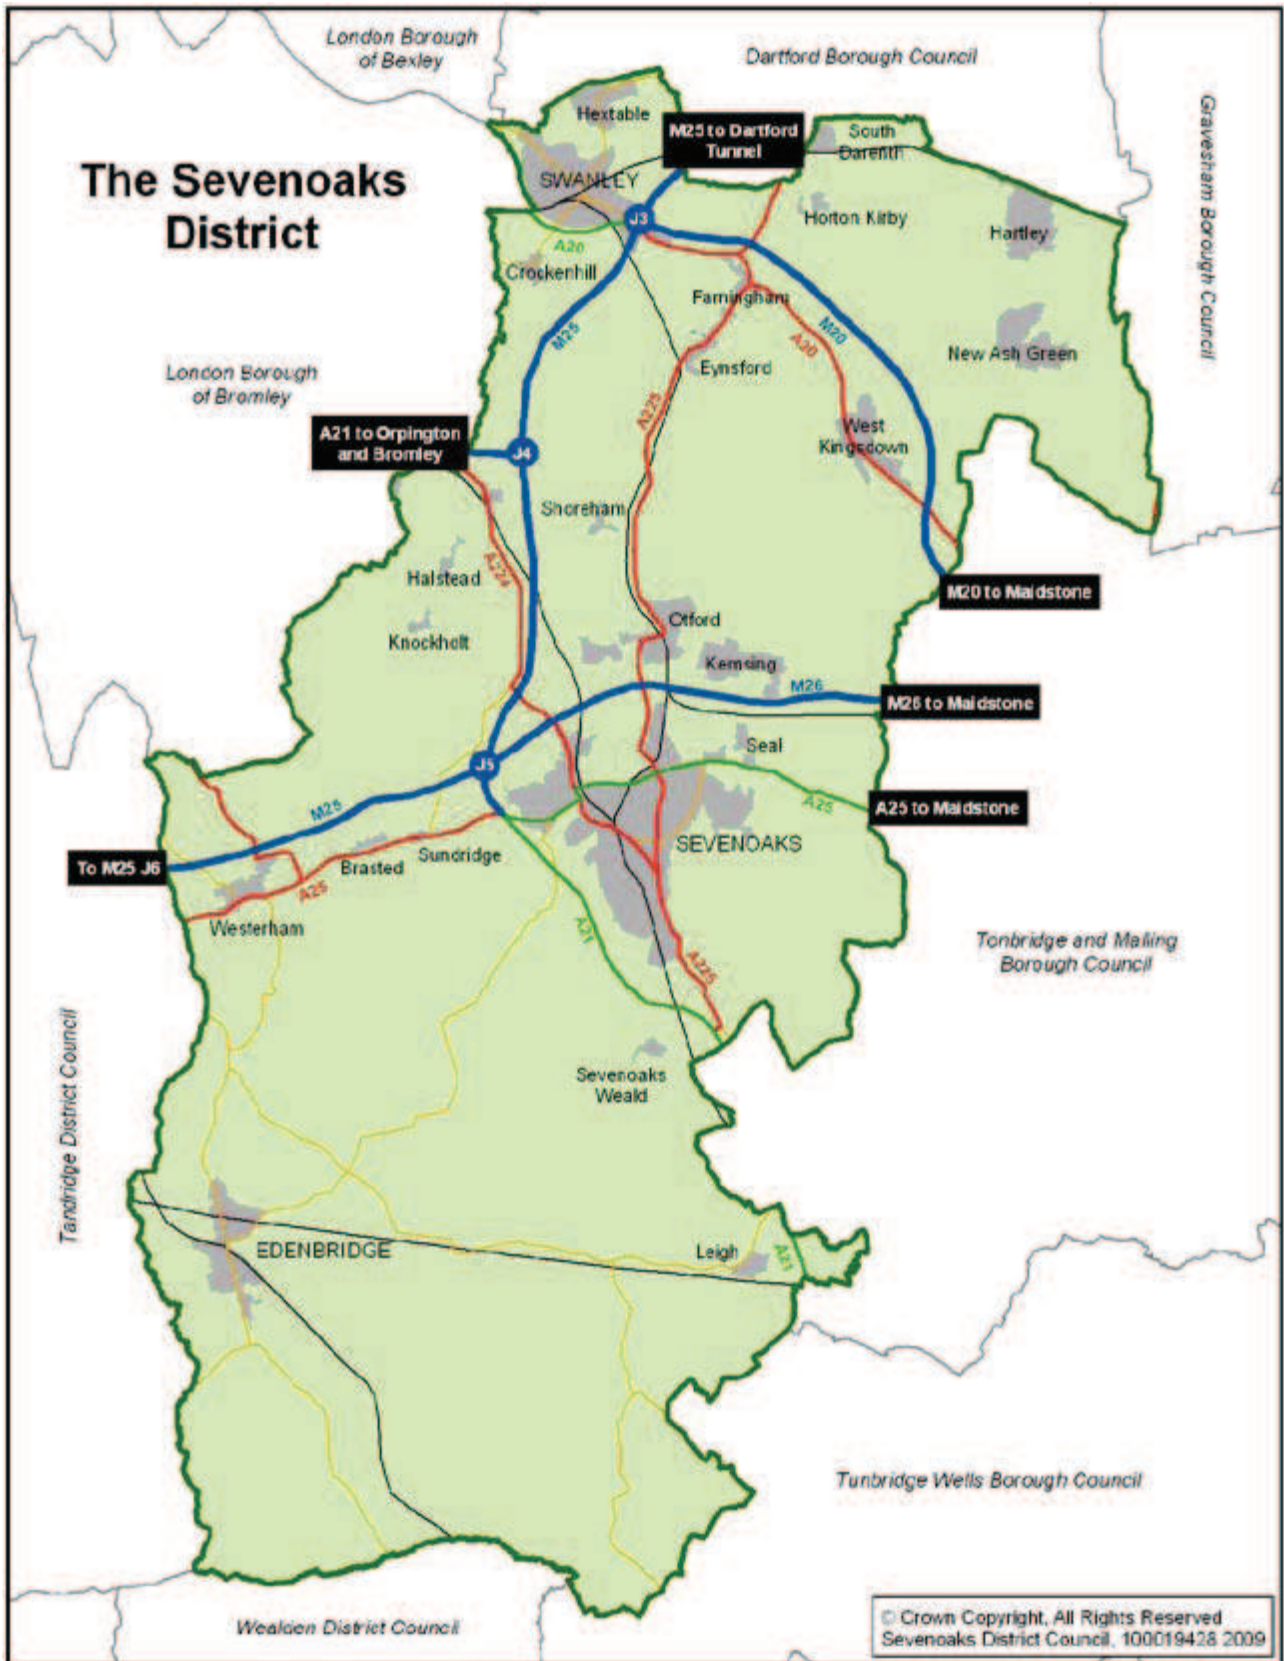 London Borough
of Bexley
Dartford Borough Council
Gravesham Borough Council
The Sevenoaks
District
Hextable
M25 to Dartford
Tunnel
South
Darenth
SWANLEY
J3
Horton Kirby
Hartley
A20
Crockenhill
Farningham
M25
A20
M20
New Ash Green
Eynsford
London Borough
of Bromley
A225
A21 to Orpington
and Bromley
J4
West
Kingsdown
Shoreham
A224
Halstead
M20 to Maidstone
Otford
Knockholt
Kemsing
M26
M26 to Maidstone
Seal
J5
A25
A25 to Maidstone
M25
SEVENOAKS
To M25 J6
Brasted
Sundridge
A25
Westerham
A21
A225
Tonbridge and Malling
Borough Council
Tandridge District Council
Sevenoaks
Weald
EDENBRIDGE
Leigh
A21
Tunbridge Wells Borough Council
Wealden District Council
© Crown Copyright, All Rights Reserved
Sevenoaks District Council, 100019428 2009